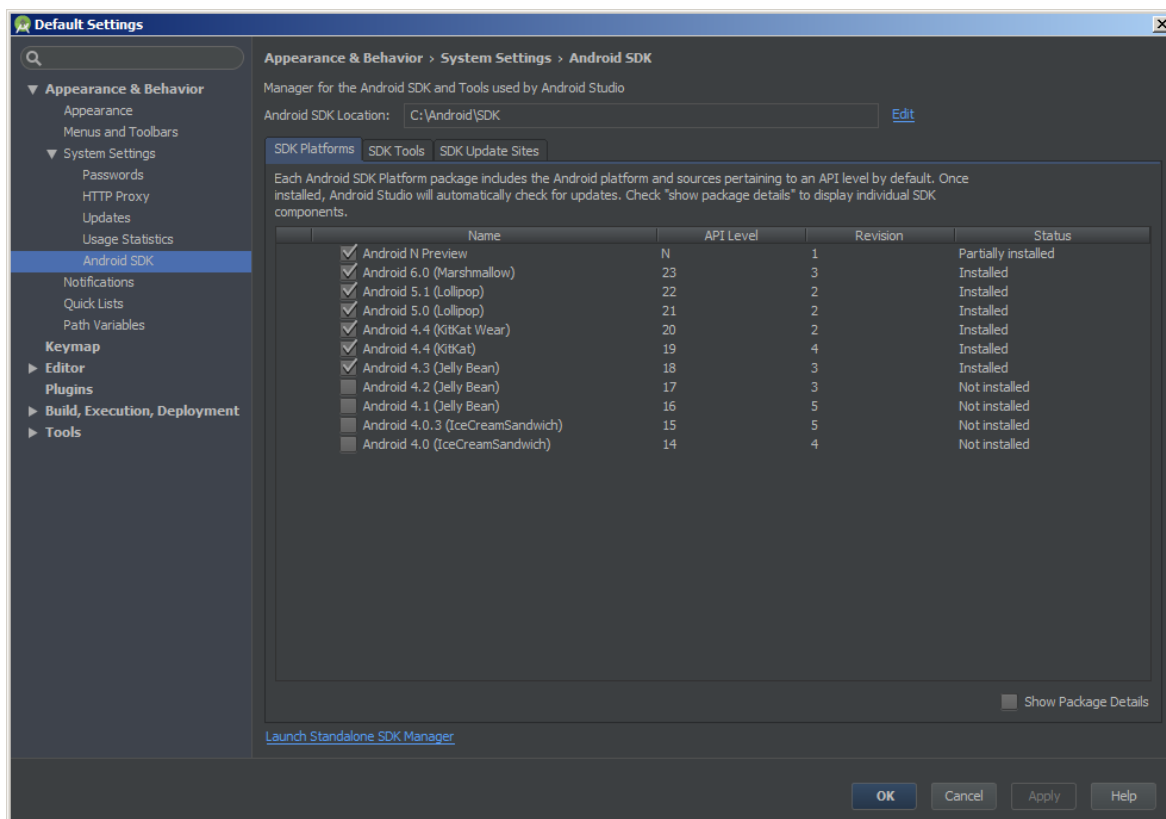 Default Settings
Appearance & Behavior
Appearance
Menus and Toolbars
System Settings
Passwords
HTTP Proxy
Updates
Usage Statistics
Android SDK
Notifications
Quick Lists
Path Variables
Keymap
Editor
Plugins
Build, Execution, Deployment
Tools
Appearance & Behavior › System Settings › Android SDK
Manager for the Android SDK and Tools used by Android Studio
Android SDK Location: C:\Android\SDK Edit
SDK Platforms SDK Tools SDK Update Sites
Each Android SDK Platform package includes the Android platform and sources pertaining to an API level by default. Once
installed, Android Studio will automatically check for updates. Check "show package details" to display individual SDK
components.
Name API Level Revision Status
Android N Preview N 1 Partially installed
Android 6.0 (Marshmallow) 23 3 Installed
Android 5.1 (Lollipop) 22 2 Installed
Android 5.0 (Lollipop) 21 2 Installed
Android 4.4 (KitKat Wear) 20 2 Installed
Android 4.4 (KitKat) 19 4 Installed
Android 4.3 (Jelly Bean) 18 3 Installed
Android 4.2 (Jelly Bean) 17 3 Not installed
Android 4.1 (Jelly Bean) 16 5 Not installed
Android 4.0.3 (IceCreamSandwich) 15 5 Not installed
Android 4.0 (IceCreamSandwich) 14 4 Not installed
Show Package Details
Launch Standalone SDK Manager
OK Cancel Apply Help